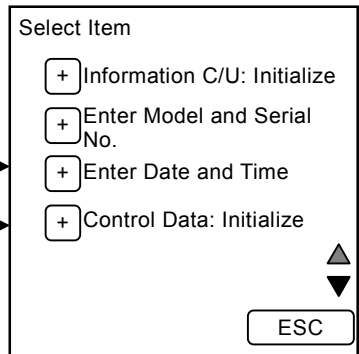 Select Item
+ Information C/U: Initialize
+ Enter Model and Serial
No.
+ Enter Date and Time
+ Control Data: Initialize
ESC